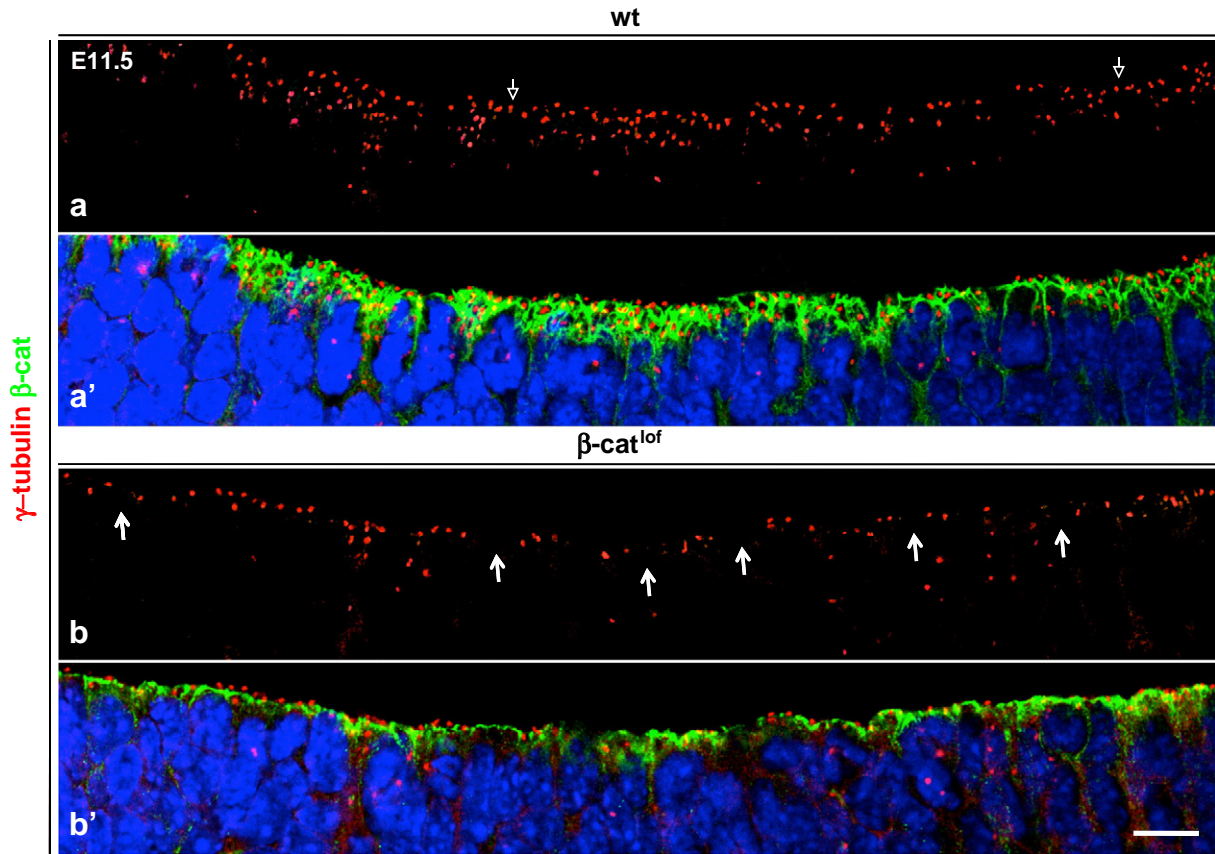 wt
E11.5
a
a’
β-cat^lof
b
b’
γ–tubulin β-cat